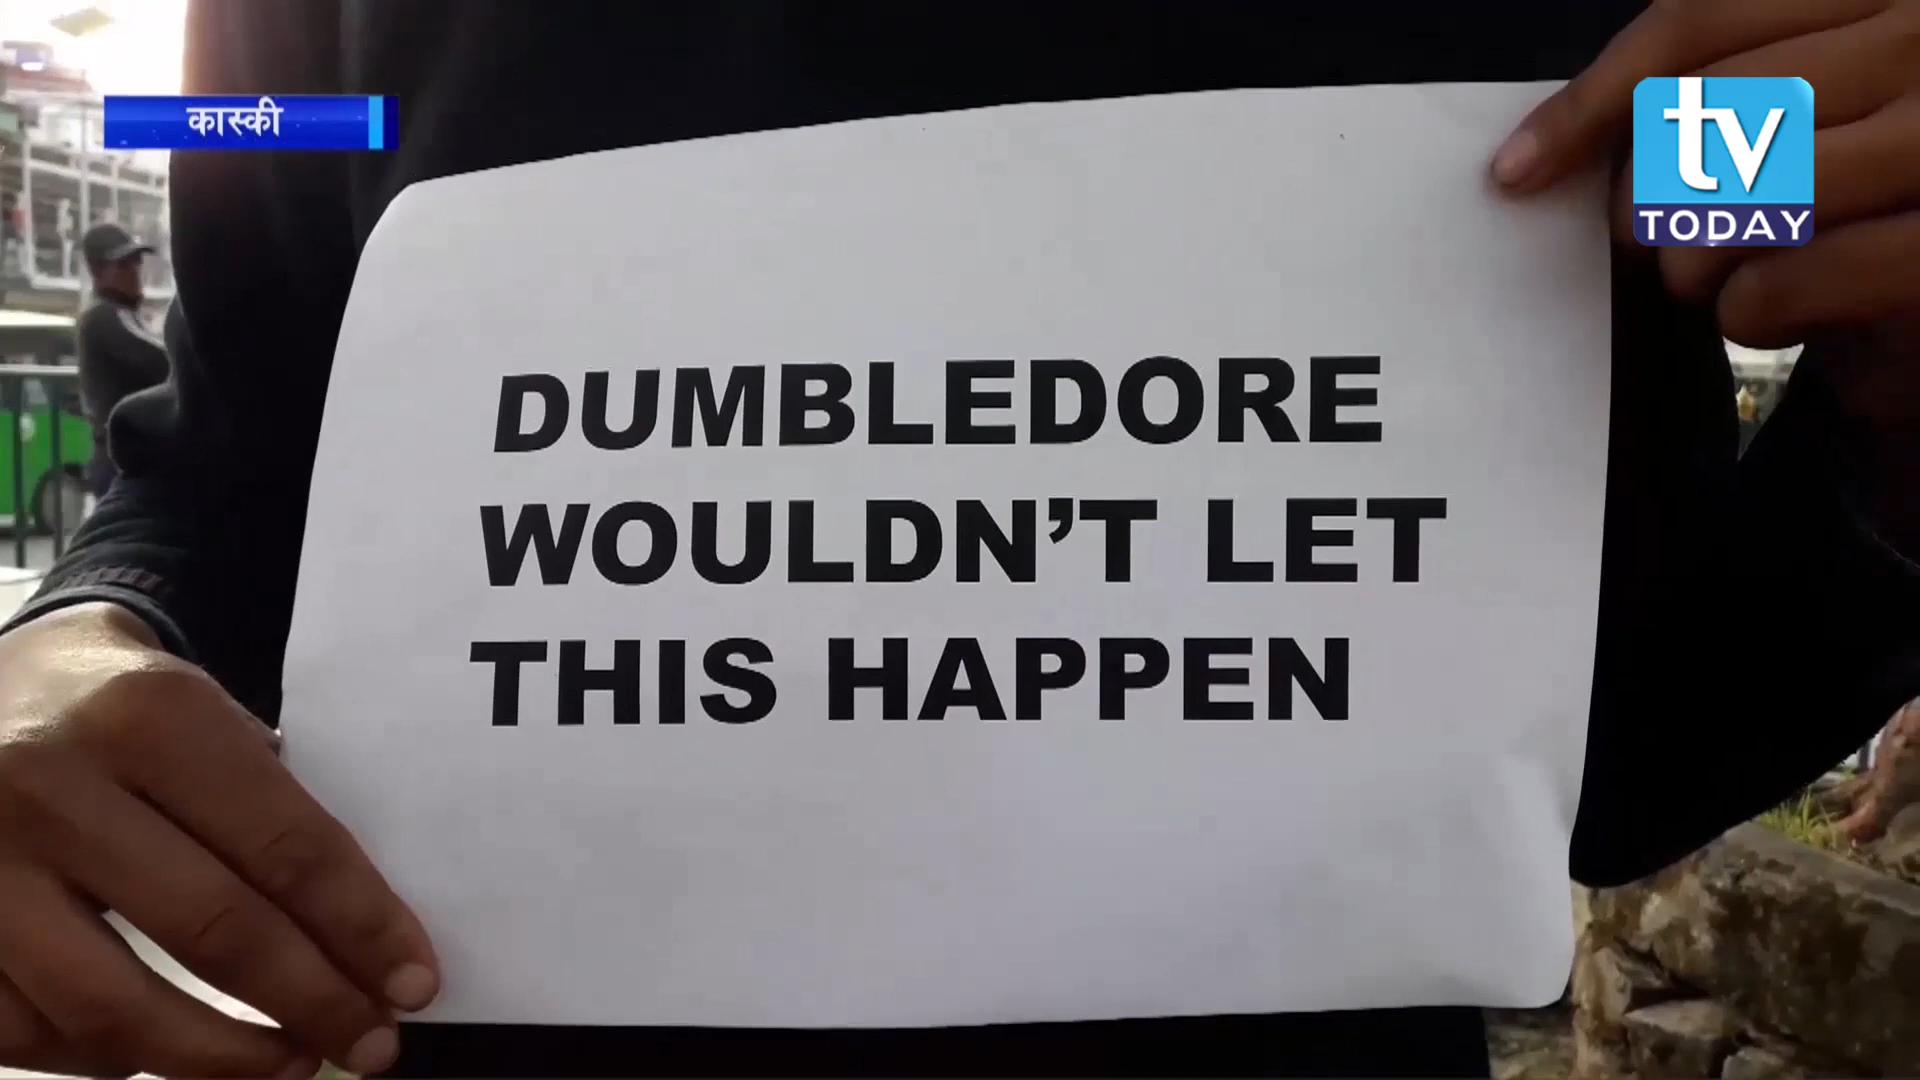 कास्की
tv
TODAY
DUMBLEDORE
WOULDN'T LET
THIS HAPPEN